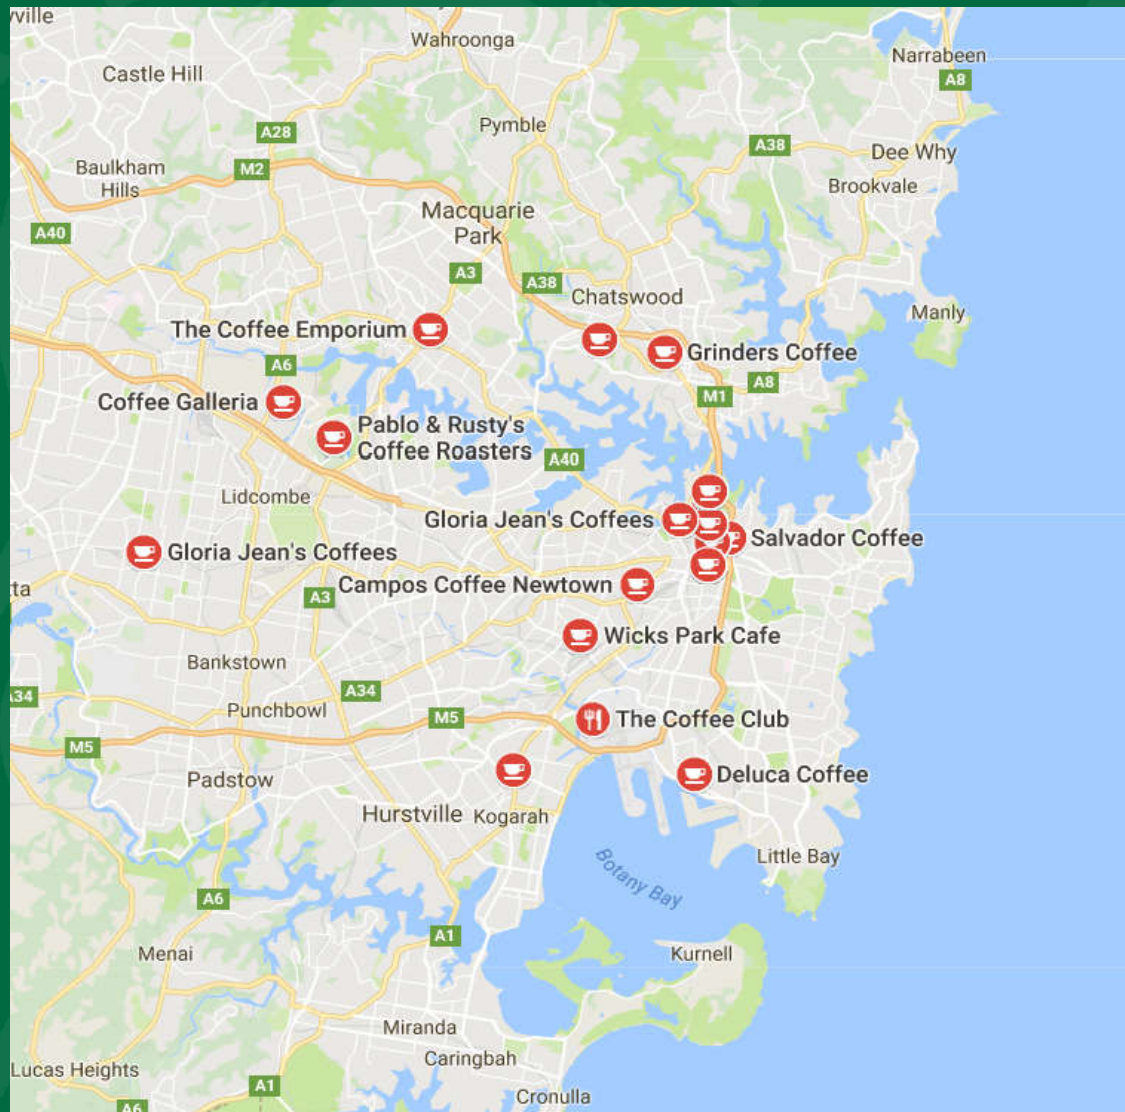 yville
Wahroonga
Narrabeen
Castle Hill
A8
Pymble
A28
A38
Dee Why
M2
Baulkham
Hills
Brookvale
Macquarie
Park
A40
A3
A38
Chatswood
Manly
The Coffee Emporium
Grinders Coffee
A6
A8
M1
Coffee Galleria
Pablo & Rusty's
Coffee Roasters
A40
Lidcombe
Gloria Jean's Coffees
Salvador Coffee
Gloria Jean's Coffees
Campos Coffee Newtown
tta
A3
Wicks Park Cafe
Bankstown
A34
A34
Punchbowl
M5
The Coffee Club
M5
Padstow
Deluca Coffee
Hurstville
Kogarah
Little Bay
Botany Bay
A6
A1
Menai
Kurnell
Miranda
Caringbah
Lucas Heights
A1
Cronulla
A6